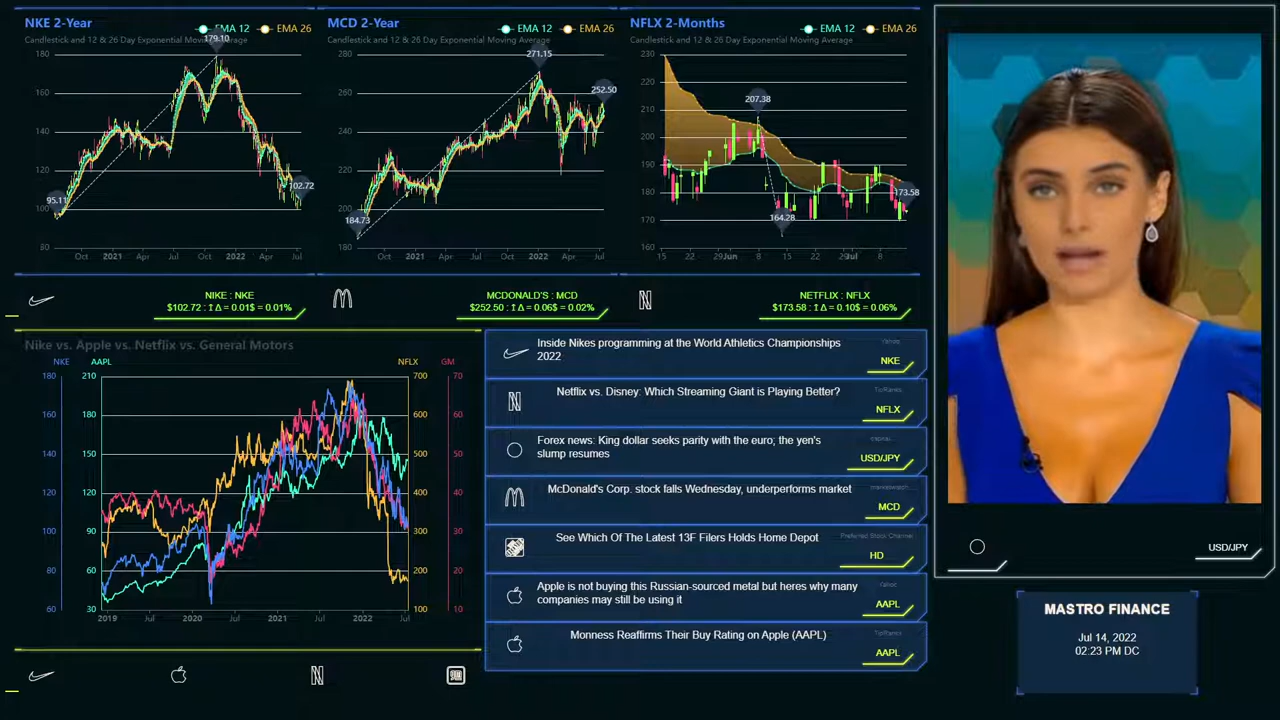 NKE 2-Year
EMA 12
EMA 26
Candlestick and 12 & 26 Day Exponential Moving Average
179.10
180
160
140
120
100
80
95.11
102.72
Oct
2021
Apr
Jul
Oct
2022
Apr
Jul
MCD 2-Year
EMA 12
EMA 26
Candlestick and 12 & 26 Day Exponential Moving Average
271.15
280
260
240
220
200
180
252.50
184.73
Oct
2021
Apr
Jul
Oct
2022
Apr
Jul
NFLX 2-Months
EMA 12
EMA 26
Candlestick and 12 & 26 Day Exponential Moving Average
230
220
210
200
190
180
170
160
207.38
164.28
173.58
15
22
29
Jun
8
15
22
29
Jul
8
NIKE : NKE
$102.72 : ↥ Δ = 0.01$ = 0.01%
MCDONALD'S : MCD
$252.50 : ↥ Δ = 0.06$ = 0.02%
NETFLIX : NFLX
$173.58 : ↥ Δ = 0.10$ = 0.06%
Nike vs. Apple vs. Netflix vs. General Motors
NKE
AAPL
NFLX
GM
180
160
140
120
100
80
60
210
180
150
120
90
60
30
700
600
500
400
300
200
100
70
60
50
40
30
20
10
2019
Jul
2020
Jul
2021
Jul
2022
Jul
Inside Nikes programming at the World Athletics Championships
2022
Yahoo
NKE
Netflix vs. Disney: Which Streaming Giant is Playing Better?
TipRanks
NFLX
Forex news: King dollar seeks parity with the euro; the yen's
slump resumes
capital
USD/JPY
McDonald's Corp. stock falls Wednesday, underperforms market
marketwatch
MCD
See Which Of The Latest 13F Filers Holds Home Depot
Preferred Stock Channel
HD
Apple is not buying this Russian-sourced metal but heres why many
companies may still be using it
Yahoo
AAPL
Monness Reaffirms Their Buy Rating on Apple (AAPL)
TipRanks
AAPL
USD/JPY
MASTRO FINANCE
Jul 14, 2022
02:23 PM DC